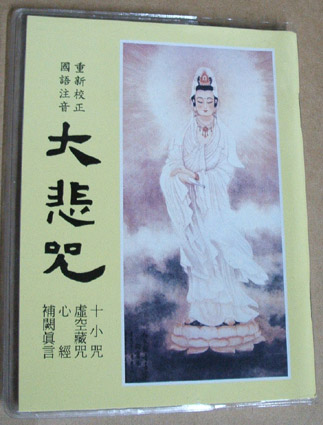 重新校正
國語注音
大悲咒
十小咒
虛空藏咒
心經
補闕眞言